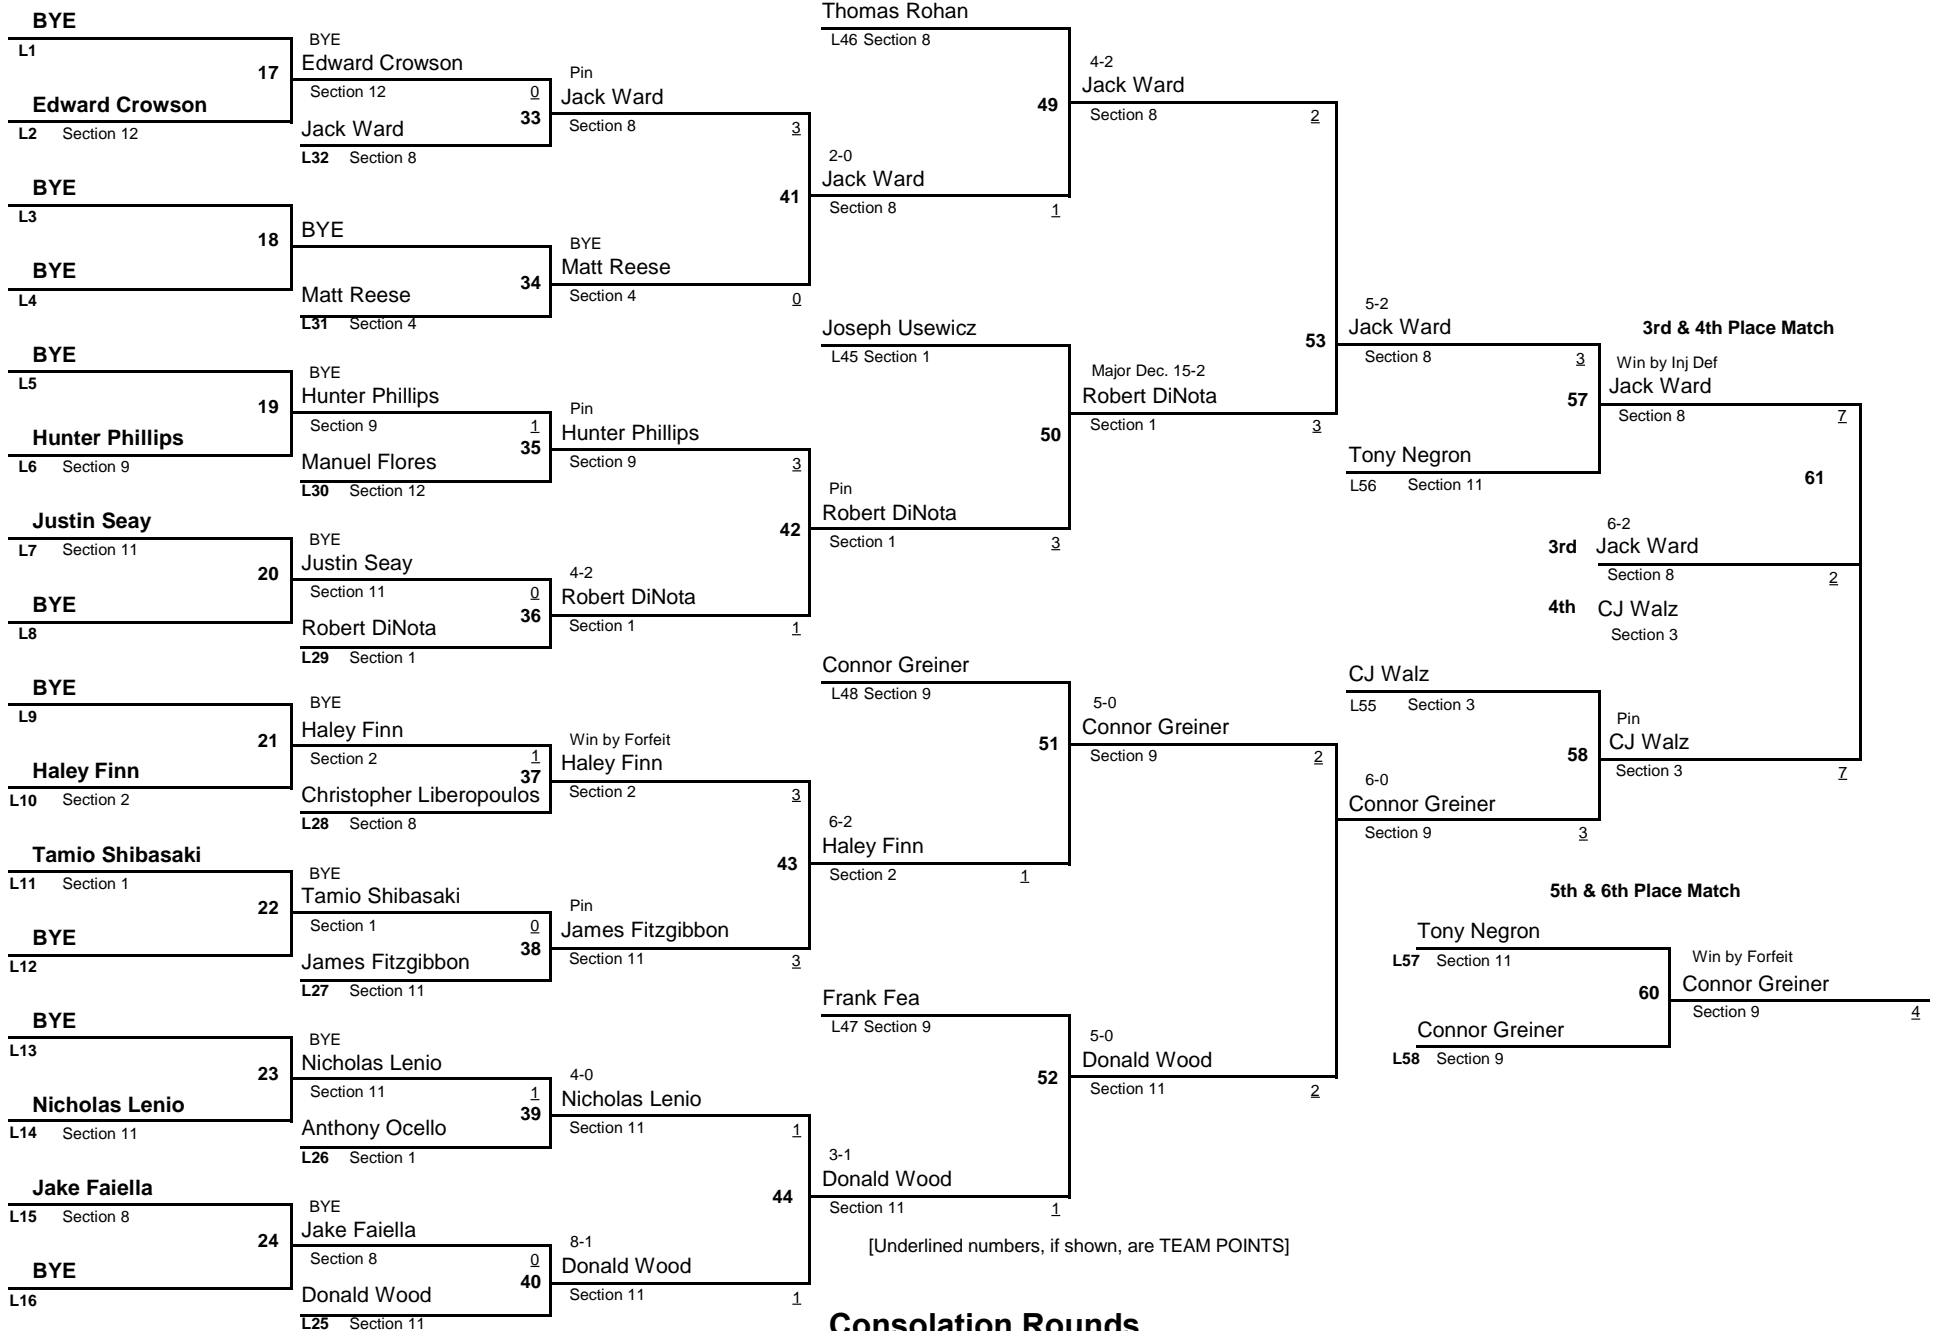 BYE
L1
17
Edward Crowson
L2 Section 12
BYE
L3
18
BYE
L4
BYE
L5
19
Hunter Phillips
L6 Section 9
Justin Seay
L7 Section 11
20
BYE
L8
BYE
L9
21
Haley Finn
L10 Section 2
Tamio Shibasaki
L11 Section 1
22
BYE
L12
BYE
L13
23
Nicholas Lenio
L14 Section 11
Jake Faiella
L15 Section 8
24
BYE
L16
BYE
Edward Crowson
Section 12 0
33
Jack Ward
L32 Section 8
BYE
34
Matt Reese
L31 Section 4
BYE
Hunter Phillips
Section 9 1
35
Manuel Flores
L30 Section 12
BYE
Justin Seay
Section 11 0
36
Robert DiNota
L29 Section 1
BYE
Haley Finn
Section 2 1
37
Christopher Liberopoulos
L28 Section 8
BYE
Tamio Shibasaki
Section 1 0
38
James Fitzgibbon
L27 Section 11
BYE
Nicholas Lenio
Section 11 1
39
Anthony Ocello
L26 Section 1
BYE
Jake Faiella
Section 8 0
40
Donald Wood
L25 Section 11
Pin
Jack Ward
Section 8 3
41
BYE
Matt Reese
Section 4 0
Pin
Hunter Phillips
Section 9 3
42
4-2
Robert DiNota
Section 1 1
Win by Forfeit
Haley Finn
Section 2 3
43
Pin
James Fitzgibbon
Section 11 3
4-0
Nicholas Lenio
Section 11 1
44
8-1
Donald Wood
Section 11 1
Thomas Rohan
L46 Section 8
49
2-0
Jack Ward
Section 8 1
Joseph Usewicz
L45 Section 1
50
Pin
Robert DiNota
Section 1 3
Connor Greiner
L48 Section 9
51
6-2
Haley Finn
Section 2 1
Frank Fea
L47 Section 9
52
3-1
Donald Wood
Section 11 1
[Underlined numbers, if shown, are TEAM POINTS]
Consolation Rounds
4-2
Jack Ward
Section 8 2
53
Major Dec. 15-2
Robert DiNota
Section 1 3
5-0
Connor Greiner
Section 9 2
5-0
Donald Wood
Section 11 2
5-2
Jack Ward
Section 8 3
57
Tony Negron
L56 Section 11
CJ Walz
L55 Section 3
58
6-0
Connor Greiner
Section 9 3
3rd & 4th Place Match
Win by Inj Def
Jack Ward
Section 8 7
61
6-2
3rd Jack Ward
Section 8 2
4th CJ Walz
Section 3
Pin
CJ Walz
Section 3 7
5th & 6th Place Match
Tony Negron
L57 Section 11
60
Connor Greiner
L58 Section 9
Win by Forfeit
Connor Greiner
Section 9 4